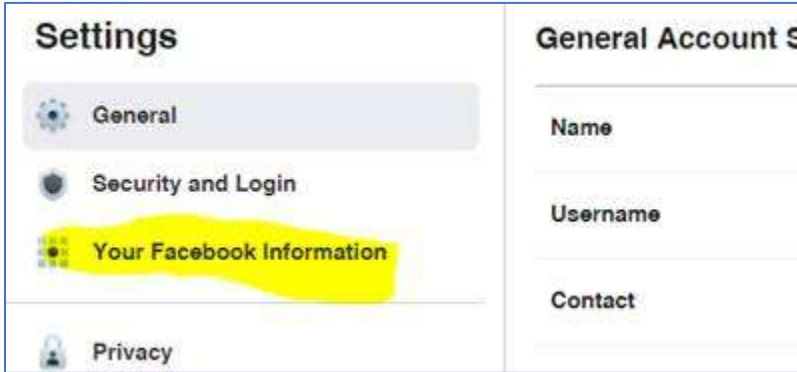 Settings
General
Security and Login
Your Facebook Information
Privacy
General Account S
Name
Username
Contact